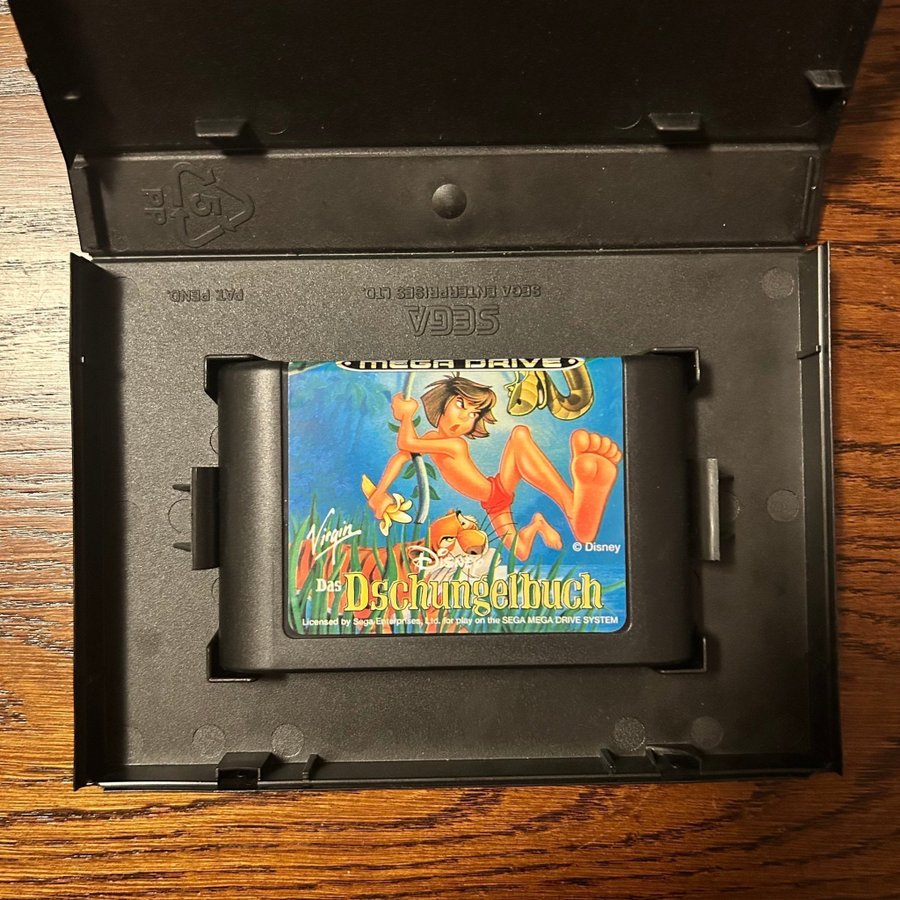 5
PP
PAT. PEND.
SEGA ENTERPRISES LTD.
SEGA
MEGA DRIVE
Virgin
© Disney
DISNEY
Das Dschungelbuch
Licensed by Sega Enterprises, Ltd. for play on the SEGA MEGA DRIVE SYSTEM